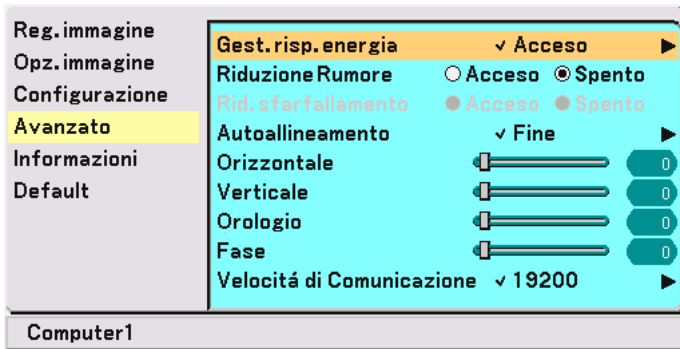 Reg.immagine
Opz.immagine
Configurazione
Avanzato
Informazioni
Default
Gest.risp.energia ✓ Acceso ▶
Riduzione Rumore Acceso Spento
Rid.sfarfallamento Acceso Spento
Autoallineamento ✓ Fine ▶
Orizzontale 0
Verticale 0
Orologio 0
Fase 0
Velocitá di Comunicazione ✓ 19200 ▶
Computer1